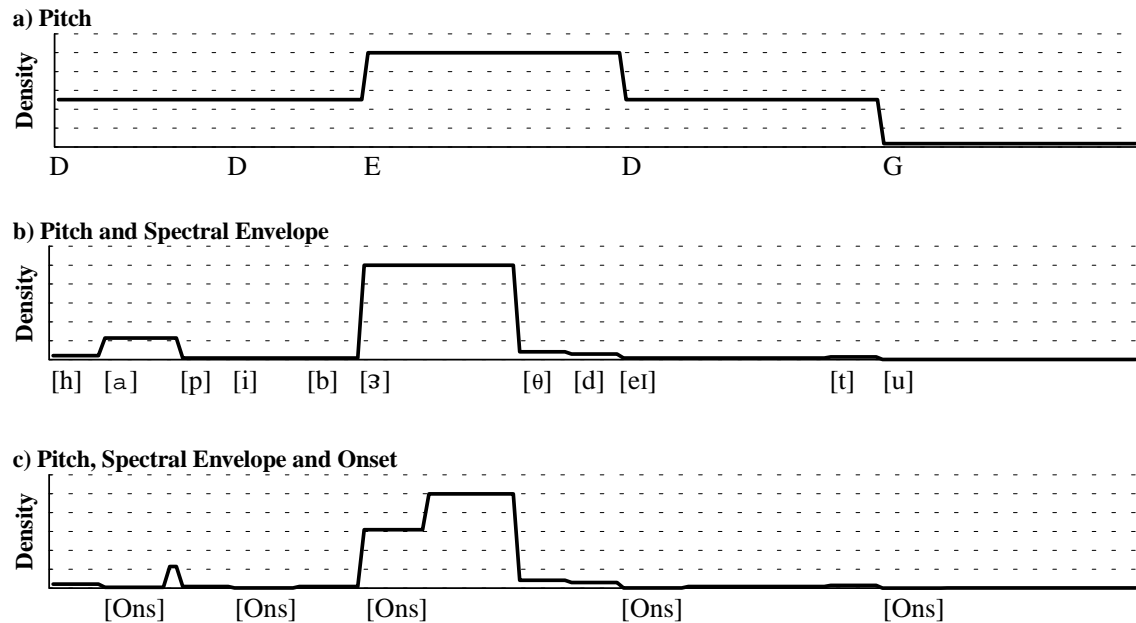 a) Pitch
Density
D D E D G
b) Pitch and Spectral Envelope
Density
[h] [a] [p] [i] [b] [ɜ] [θ] [d] [eɪ] [t] [u]
c) Pitch, Spectral Envelope and Onset
Density
[Ons] [Ons] [Ons] [Ons] [Ons]